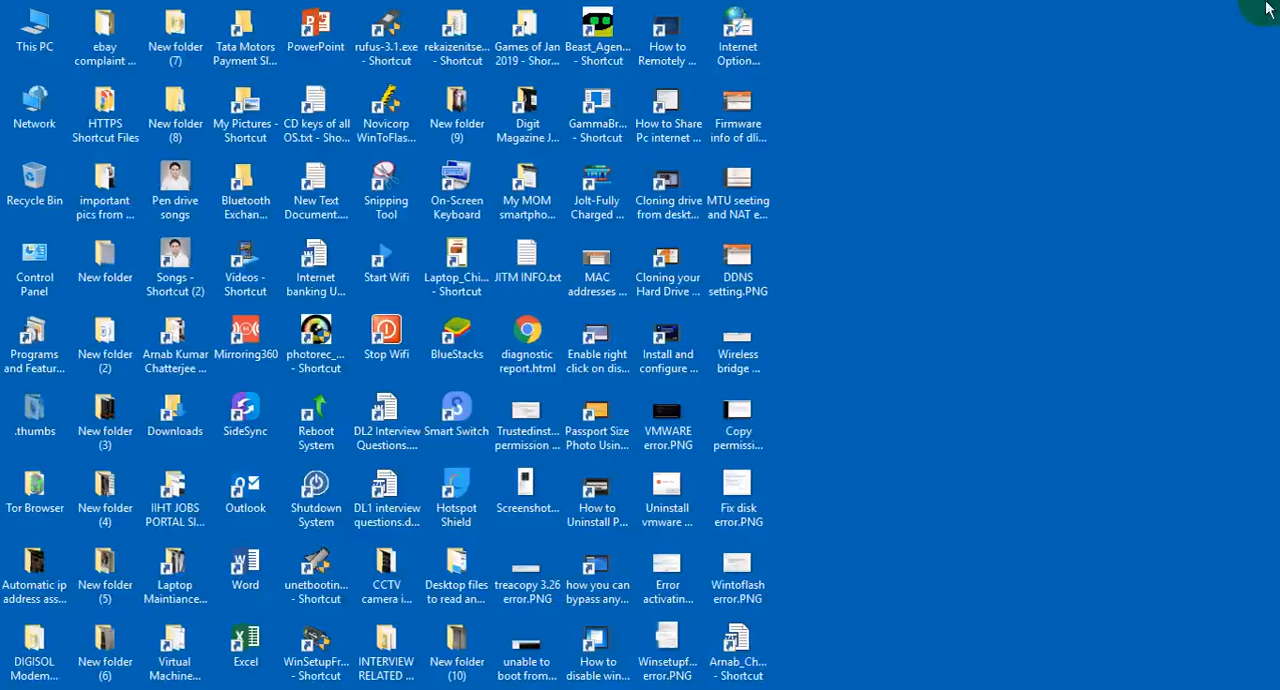 This PC
ebay
complaint ...
New folder
(7)
Tata Motors
Payment Sl...
PowerPoint
rufus-3.1.exe
- Shortcut
rekaizenitse...
- Shortcut
Games of Jan
2019 - Shor...
Beast_Agen...
- Shortcut
How to
Remotely ...
Internet
Option...
Network
HTTPS
Shortcut Files
New folder
(8)
My Pictures -
Shortcut
CD keys of all
OS.txt - Sho...
Novicorp
WinToFlas...
New folder
(9)
Digit
Magazine J...
GammaBr...
- Shortcut
How to Share
Pc internet ...
Firmware
info of dli...
Recycle Bin
important
pics from ...
Pen drive
songs
Bluetooth
Exchan...
New Text
Document....
Snipping
Tool
On-Screen
Keyboard
My MOM
smartpho...
Jolt-Fully
Charged ...
Cloning drive
from deskt...
MTU seeting
and NAT e...
Control
Panel
New folder
Songs -
Shortcut (2)
Videos -
Shortcut
Internet
banking U...
Start Wifi
Laptop_Chi...
- Shortcut
JITM INFO.txt
MAC
addresses ...
Cloning your
Hard Drive ...
DDNS
setting.PNG
Programs
and Featur...
New folder
(2)
Arnab Kumar
Chatterjee ...
Mirroring360
photorec_...
- Shortcut
Stop Wifi
BlueStacks
diagnostic
report.html
Enable right
click on dis...
Install and
configure ...
Wireless
bridge ...
.thumbs
New folder
(3)
Downloads
SideSync
Reboot
System
DL2 Interview
Questions....
Smart Switch
Trustedinst...
permission ...
Passport Size
Photo Usin...
VMWARE
error.PNG
Copy
permissi...
Tor Browser
New folder
(4)
IIHT JOBS
PORTAL SI...
Outlook
Shutdown
System
DL1 interview
questions.d...
Hotspot
Shield
Screenshot...
How to
Uninstall P...
Uninstall
vmware ...
Fix disk
error.PNG
Automatic ip
address ass...
New folder
(5)
Laptop
Maintiance...
Word
unetbootin...
- Shortcut
CCTV
camera i...
Desktop files
to read an...
treacopy 3.26
error.PNG
how you can
bypass any...
Error
activatin...
Wintoflash
error.PNG
DIGISOL
Modem...
New folder
(6)
Virtual
Machine...
Excel
WinSetupFr...
- Shortcut
INTERVIEW
RELATED ...
New folder
(10)
unable to
boot from...
How to
disable win...
Winsetupf...
error.PNG
Arnab_Ch...
- Shortcut